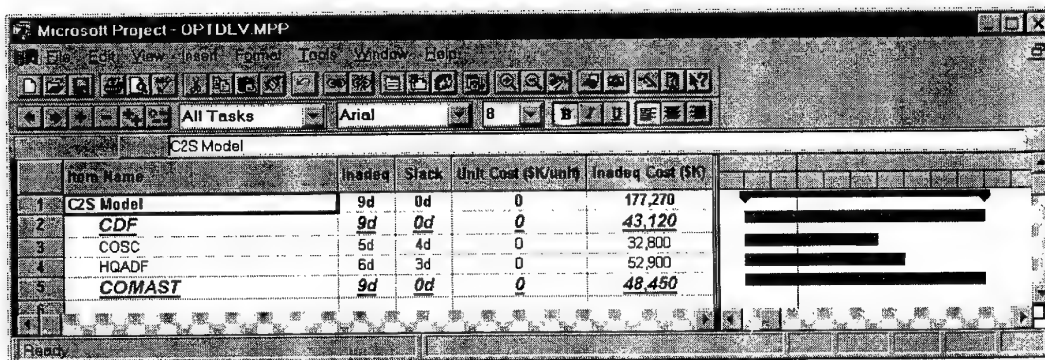 Microsoft Project - OPTDLV.MPP
File Edit View Insert Format Tools Window Help
All Tasks Arial 8 B I U
C2S Model
Item Name Inadeq Slack Unit Cost ($K/unit) Inadeq Cost ($K)
1 C2S Model 9d 0d 0 177,270
2 CDF 9d 0d 0 43,120
3 COSC 5d 4d 0 32,800
4 HQADF 6d 3d 0 52,900
5 COMAST 9d 0d 0 48,450
Ready